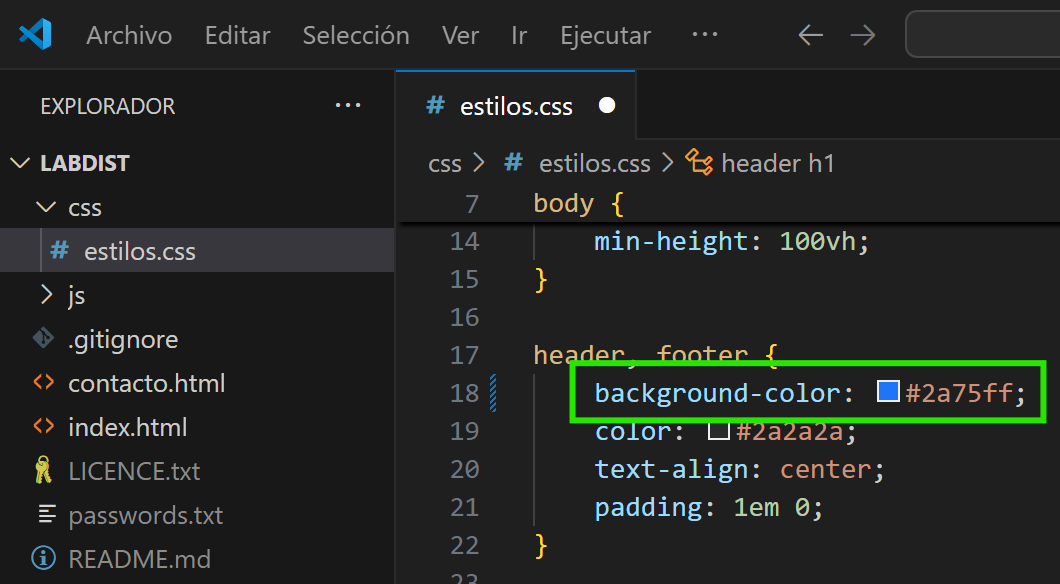 Archivo Editar Selección Ver Ir Ejecutar ···
EXPLORADOR ···
LABDIST
css
# estilos.css
js
.gitignore
contacto.html
index.html
LICENCE.txt
passwords.txt
README.md
# estilos.css
css > # estilos.css > header h1
7 body {
14 min-height: 100vh;
15 }
16
17 header, footer {
18 background-color: #2a75ff;
19 color: #2a2a2a;
20 text-align: center;
21 padding: 1em 0;
22 }
23